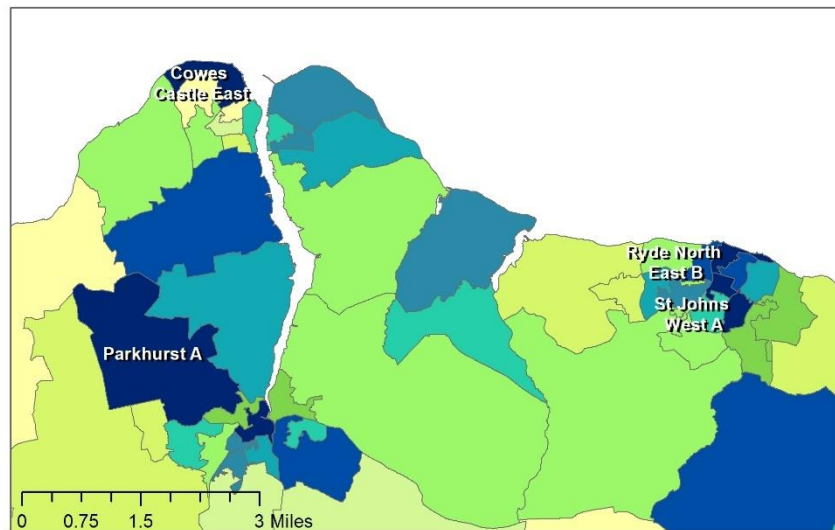 Cowes
Castle East
Ryde North
East B
St Johns
West A
Parkhurst A
0 0.75 1.5 3 Miles